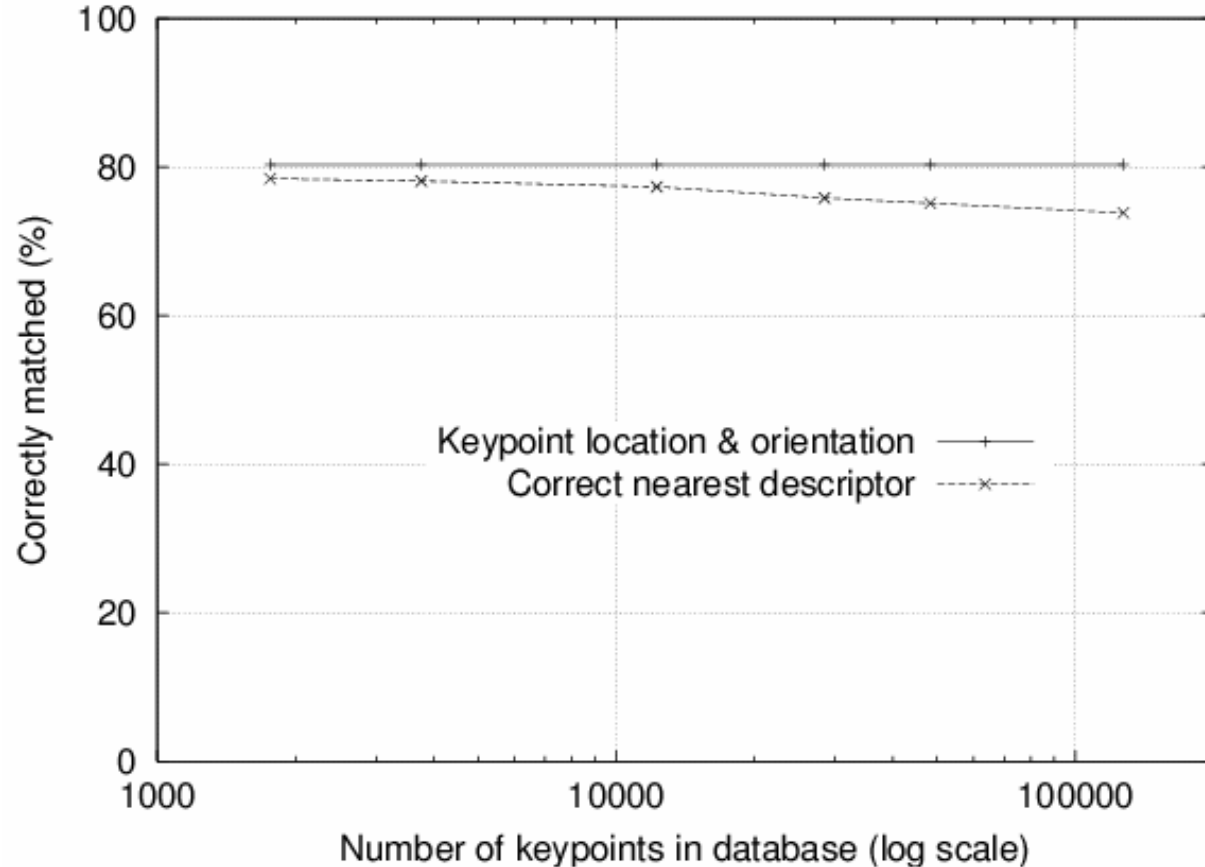 100
80
60
40
20
0
Correctly matched (%)
Keypoint location & orientation
Correct nearest descriptor
1000 10000 100000
Number of keypoints in database (log scale)